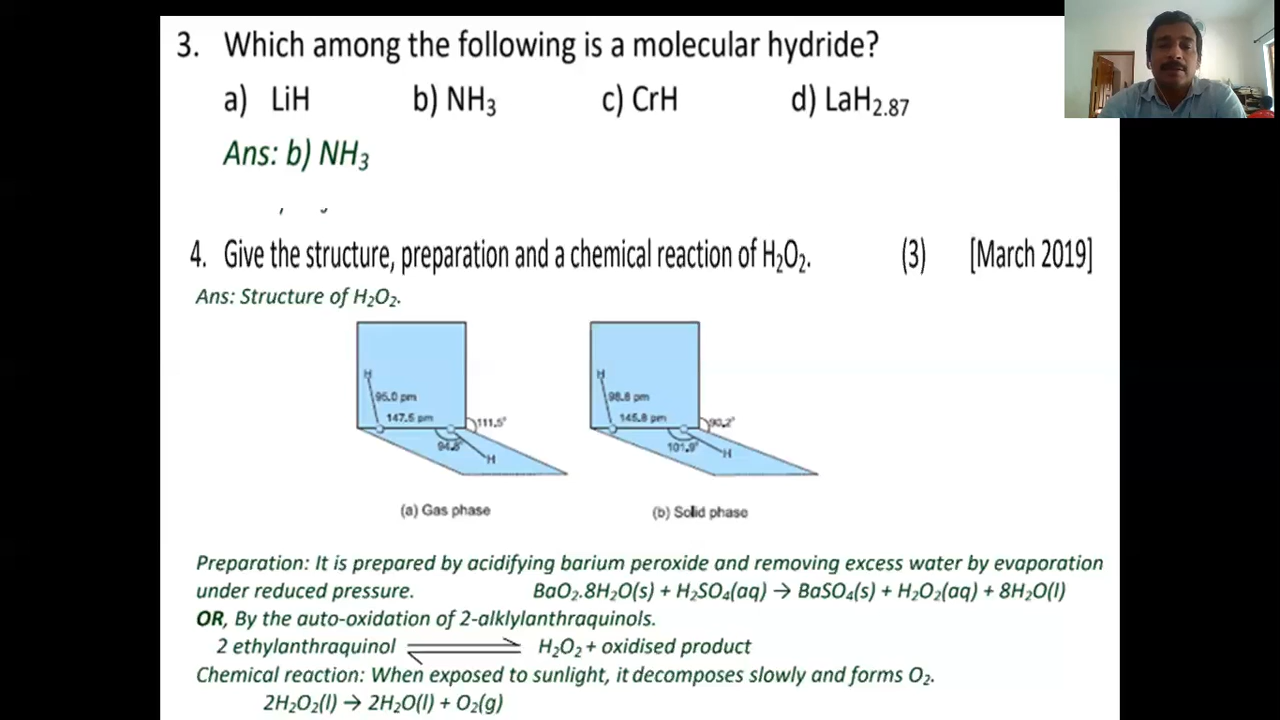 3. Which among the following is a molecular hydride?
a) LiH b) NH₃ c) CrH d) LaH₂.₈₇
Ans: b) NH₃
4. Give the structure, preparation and a chemical reaction of H₂O₂. (3) [March 2019]
Ans: Structure of H₂O₂.
H
95.0 pm
147.5 pm
111.5°
94.8°
H
(a) Gas phase
H
98.8 pm
145.8 pm
90.2°
101.9°
H
(b) Solid phase
Preparation: It is prepared by acidifying barium peroxide and removing excess water by evaporation
under reduced pressure. BaO₂.8H₂O(s) + H₂SO₄(aq) → BaSO₄(s) + H₂O₂(aq) + 8H₂O(l)
OR, By the auto-oxidation of 2-alklylanthraquinols.
2 ethylanthraquinol ⇌ H₂O₂ + oxidised product
Chemical reaction: When exposed to sunlight, it decomposes slowly and forms O₂.
2H₂O₂(l) → 2H₂O(l) + O₂(g)